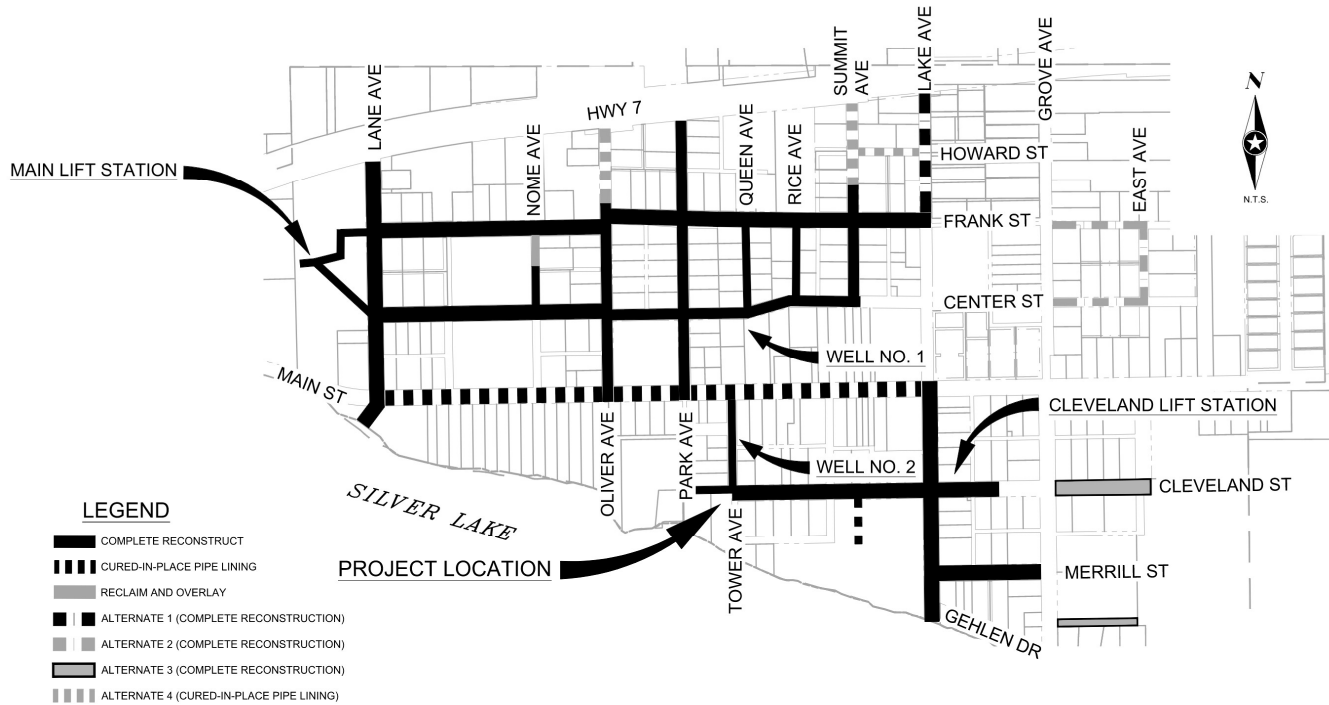 LANE AVE
NOME AVE
HWY 7
QUEEN AVE
RICE AVE
SUMMIT
AVE
LAKE AVE
GROVE AVE
EAST AVE
N
N.T.S.
MAIN LIFT STATION
HOWARD ST
FRANK ST
CENTER ST
WELL NO. 1
MAIN ST
CLEVELAND LIFT STATION
OLIVER AVE
PARK AVE
WELL NO. 2
CLEVELAND ST
SILVER LAKE
PROJECT LOCATION
TOWER AVE
MERRILL ST
GEHLEN DR
LEGEND
COMPLETE RECONSTRUCT
CURED-IN-PLACE PIPE LINING
RECLAIM AND OVERLAY
ALTERNATE 1 (COMPLETE RECONSTRUCTION)
ALTERNATE 2 (COMPLETE RECONSTRUCTION)
ALTERNATE 3 (COMPLETE RECONSTRUCTION)
ALTERNATE 4 (CURED-IN-PLACE PIPE LINING)